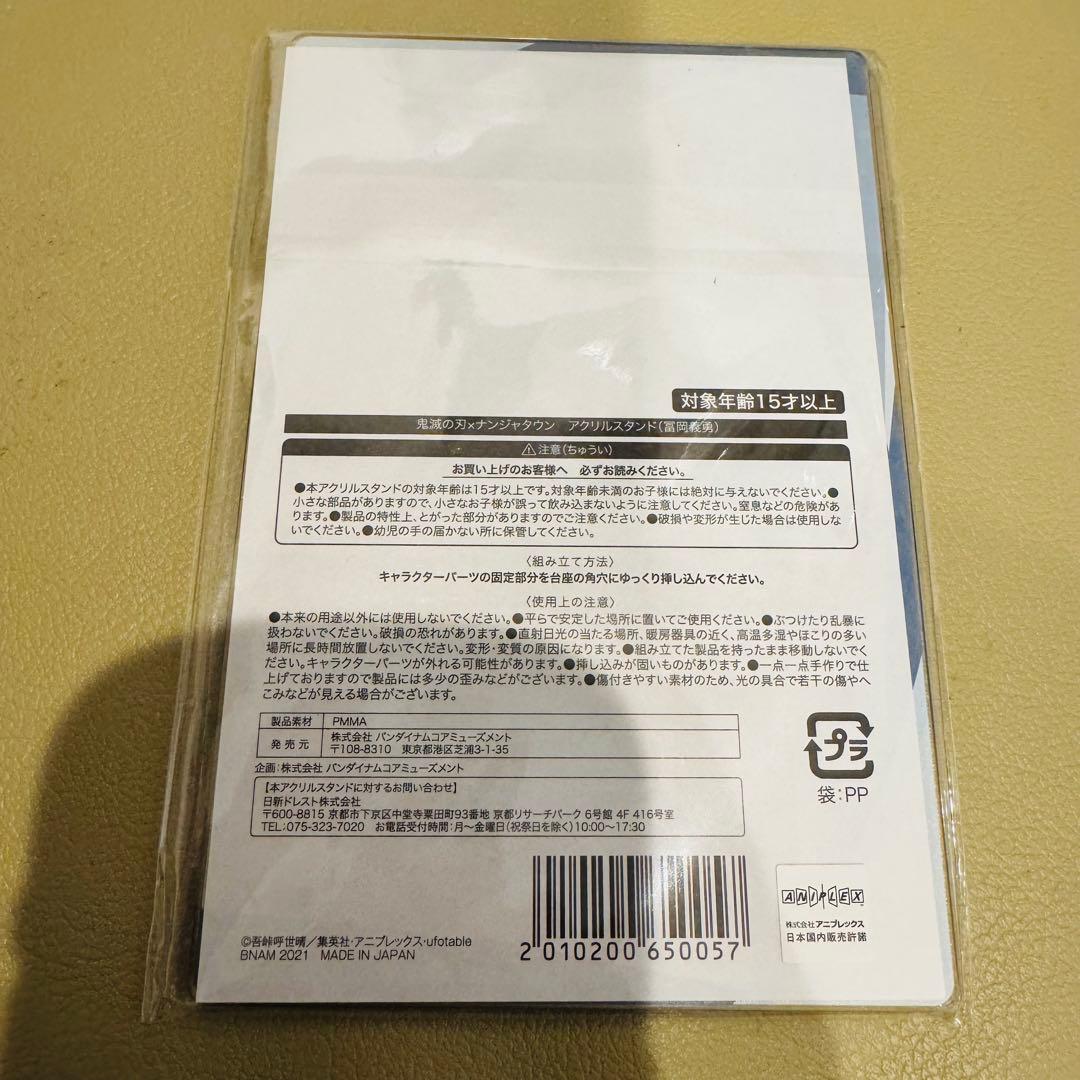 対象年齢15才以上
鬼滅の刃×ナンジャタウン　アクリルスタンド(冨岡義勇)
⚠注意(ちゅうい)
お買い上げのお客様へ　必ずお読みください。
●本アクリルスタンドの対象年齢は15才以上です。対象年齢未満のお子様には絶対に与えないでください。●
小さな部品がありますので、小さなお子様が誤って飲み込まないように注意してください。窒息などの危険があ
ります。●製品の特性上、とがった部分がありますのでご注意ください。●破損や変形が生じた場合は使用しな
いでください。●幼児の手の届かない所に保管してください。
〈組み立て方法〉
キャラクターパーツの固定部分を台座の角穴にゆっくり挿し込んでください。
〈使用上の注意〉
●本来の用途以外には使用しないでください。●平らで安定した場所に置いてご使用ください。●ぶつけたり乱暴に
扱わないでください。破損の恐れがあります。●直射日光の当たる場所、暖房器具の近く、高温多湿やほこりの多い
場所に長時間放置しないでください。変形・変質の原因になります。●組み立てた製品を持ったまま移動しないでく
ださい。キャラクターパーツが外れる可能性があります。●挿し込みが固いものがあります。●一点一点手作りで仕
上げておりますので製品には多少の歪みなどがございます。●傷付きやすい素材のため、光の具合で若干の傷やへ
こみなどが見える場合がございます。
製品素材　PMMA
発売元　株式会社 バンダイナムコアミューズメント
〒108-8310　東京都港区芝浦3-1-35
企画：株式会社 バンダイナムコアミューズメント
【本アクリルスタンドに対するお問い合わせ】
日新ドレスト株式会社
〒600-8815 京都市下京区中堂寺粟田町93番地 京都リサーチパーク 6号館 4F 416号室
TEL:075-323-7020　お電話受付時間：月〜金曜日(祝祭日を除く)10:00〜17:30
プラ
袋：PP
©吾峠呼世晴／集英社・アニプレックス・ufotable
BNAM 2021　MADE IN JAPAN
2 010200 650057
ANIPLEX
株式会社 アニプレックス
日本国内販売許諾